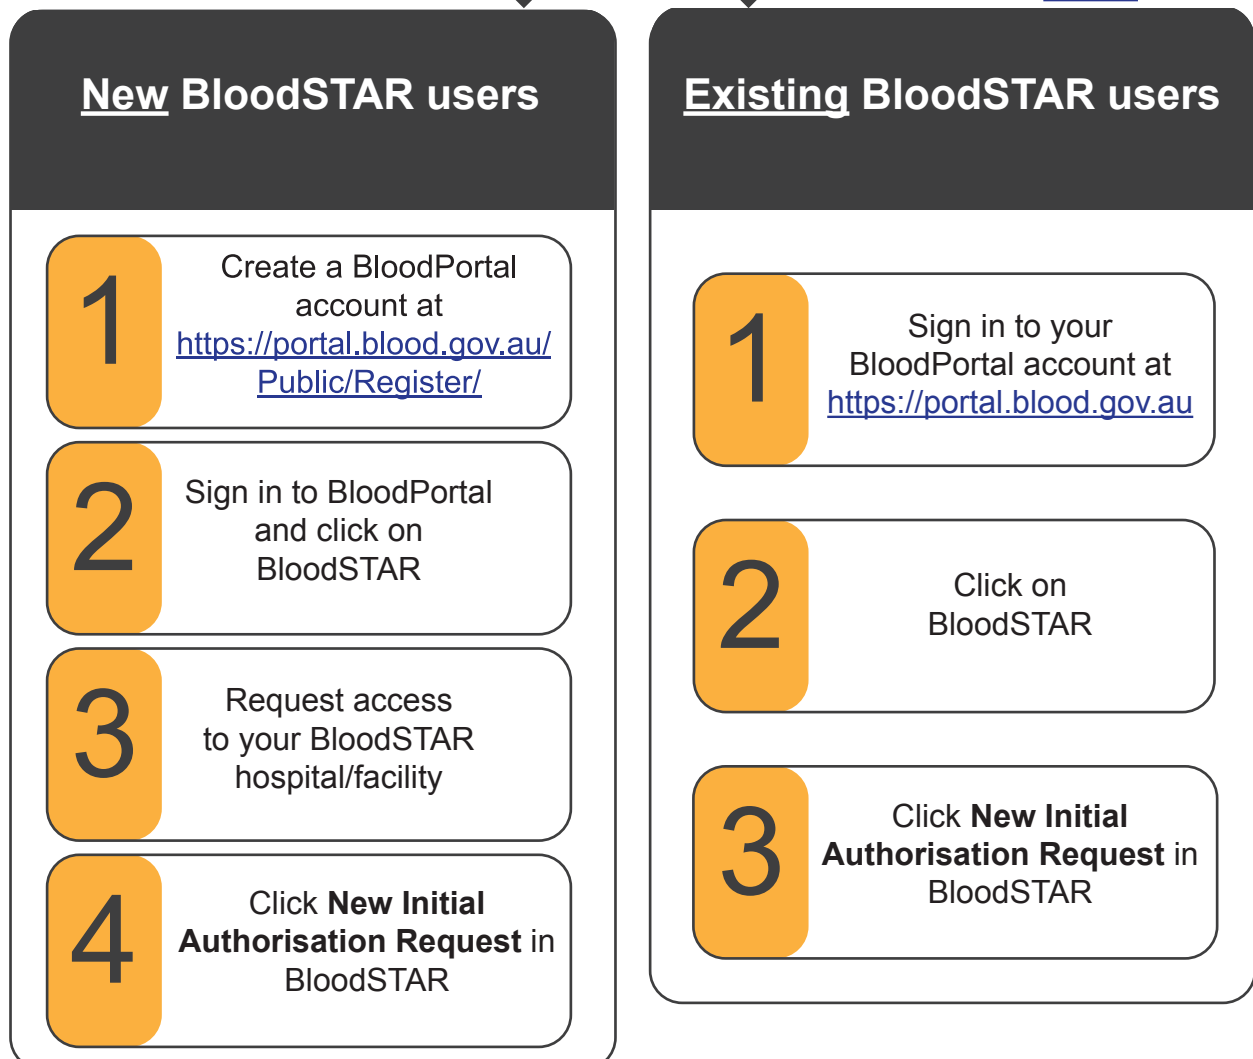 New BloodSTAR users
1
Create a BloodPortal
account at
https://portal.blood.gov.au/
Public/Register/
2
Sign in to BloodPortal
and click on
BloodSTAR
3
Request access
to your BloodSTAR
hospital/facility
4
Click New Initial
Authorisation Request in
BloodSTAR
Existing BloodSTAR users
1
Sign in to your
BloodPortal account at
https://portal.blood.gov.au
2
Click on
BloodSTAR
3
Click New Initial
Authorisation Request in
BloodSTAR